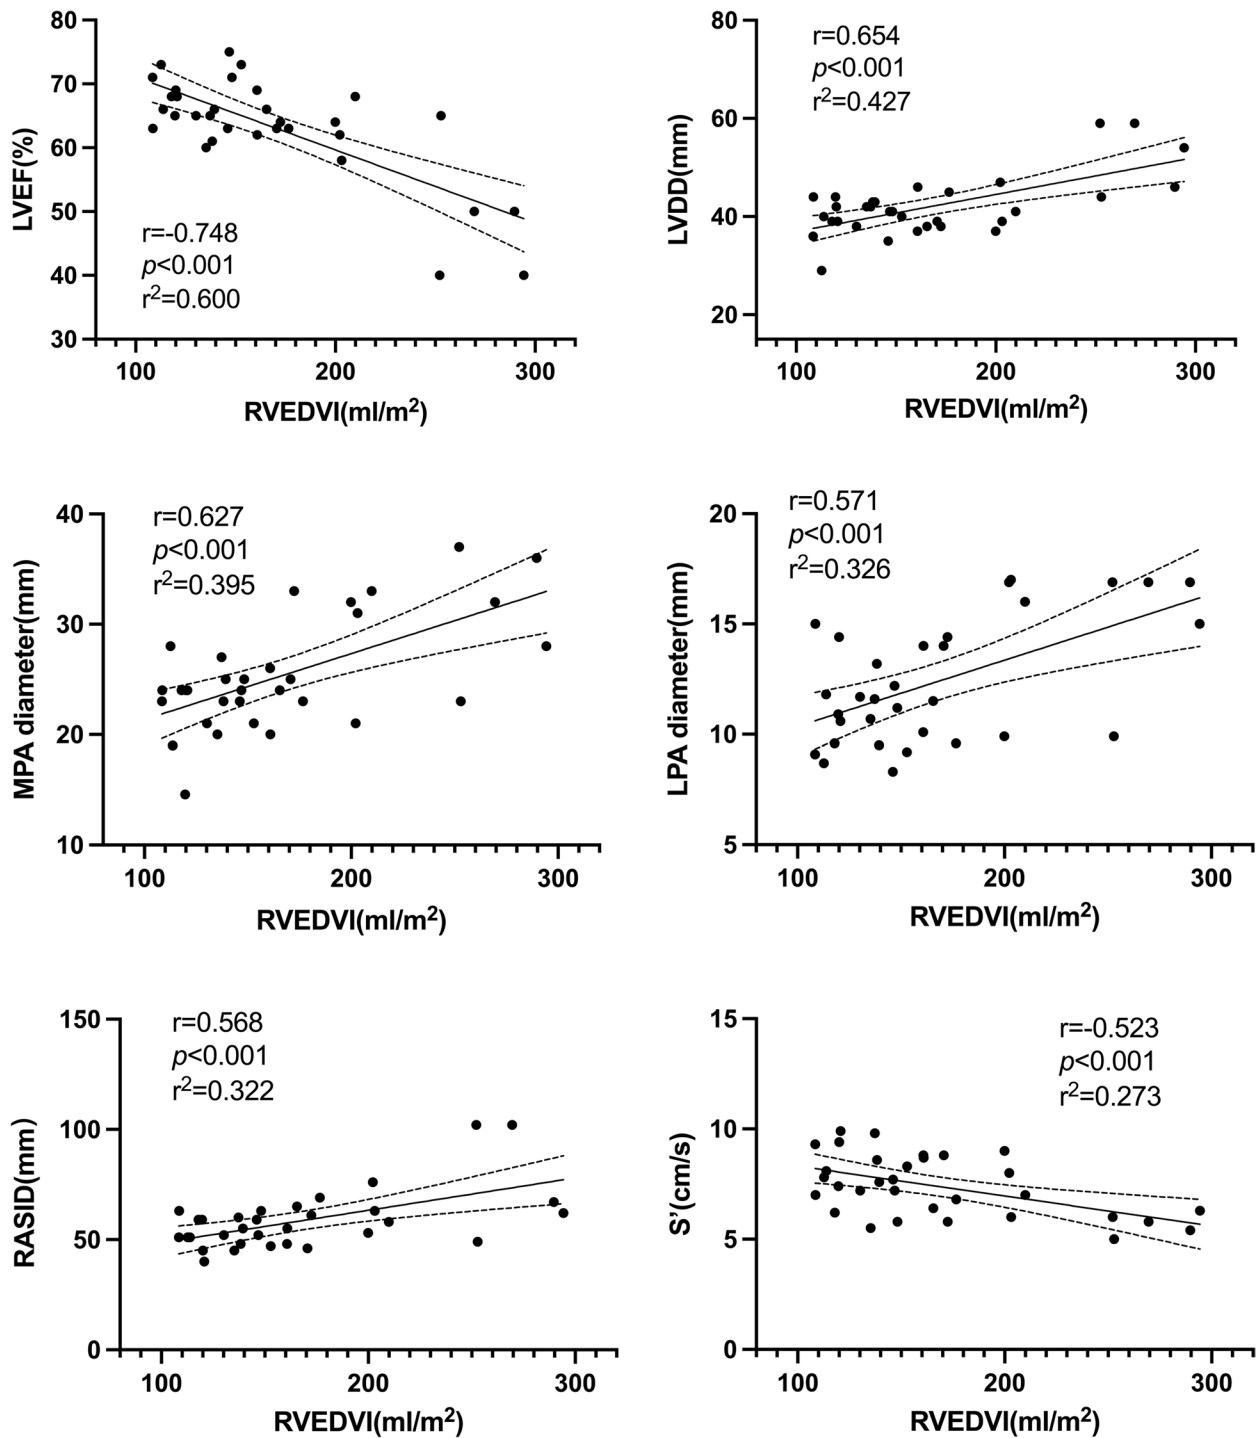 80
70
60
50
40
30
LVEF(%)
r=-0.748
p<0.001
r²=0.600
100 200 300
RVEDVI(ml/m²)
80
60
40
20
LVDD(mm)
r=0.654
p<0.001
r²=0.427
100 200 300
RVEDVI(ml/m²)
40
30
20
10
MPA diameter(mm)
r=0.627
p<0.001
r²=0.395
100 200 300
RVEDVI(ml/m²)
20
15
10
5
LPA diameter(mm)
r=0.571
p<0.001
r²=0.326
100 200 300
RVEDVI(ml/m²)
150
100
50
0
RASID(mm)
r=0.568
p<0.001
r²=0.322
100 200 300
RVEDVI(ml/m²)
15
10
5
0
S’(cm/s)
r=-0.523
p<0.001
r²=0.273
100 200 300
RVEDVI(ml/m²)